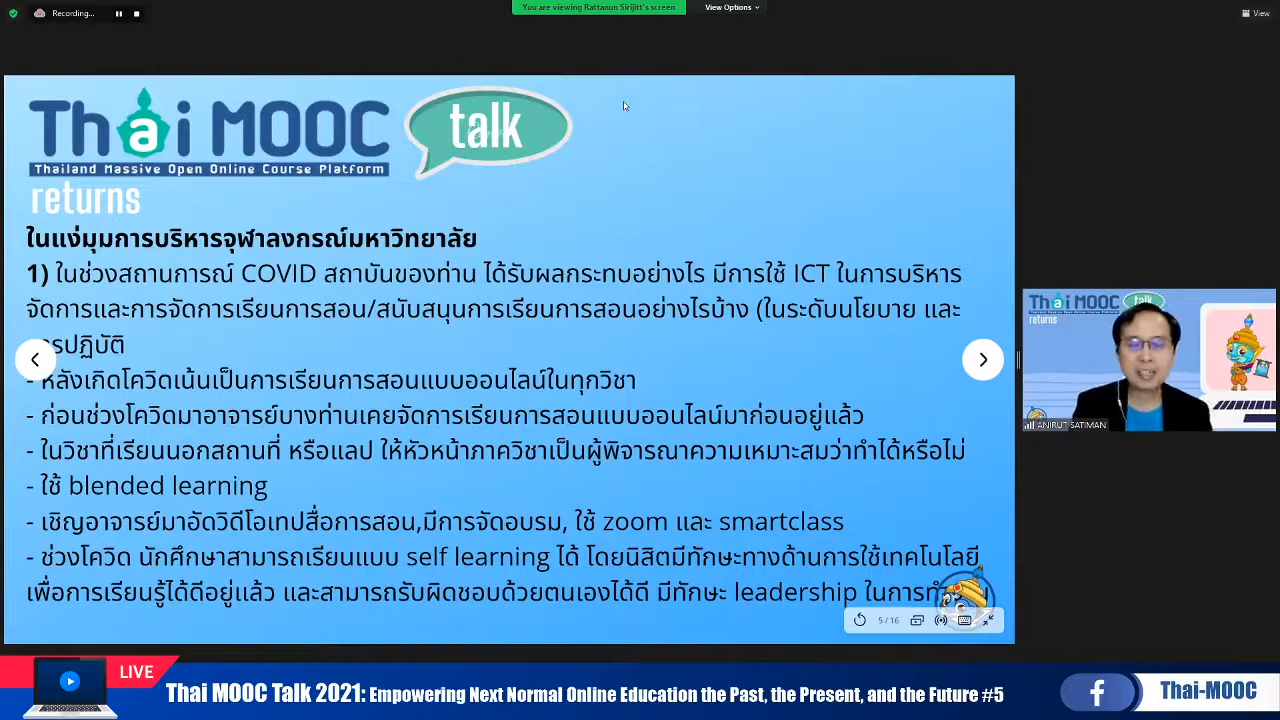 Recording...
You are viewing Rattanun Sirijitt's screen
View Options
View
Thai MOOC talk
Thailand Massive Open Online Course Platform
returns
ในแง่มุมการบริหารจุฬาลงกรณ์มหาวิทยาลัย
1) ในช่วงสถานการณ์ COVID สถาบันของท่าน ได้รับผลกระทบอย่างไร มีการใช้ ICT ในการบริหาร
จัดการและการจัดการเรียนการสอน/สนับสนุนการเรียนการสอนอย่างไรบ้าง (ในระดับนโยบาย และ
รปฏิบัติ
- หลังเกิดโควิดเน้นเป็นการเรียนการสอนแบบออนไลน์ในทุกวิชา
- ก่อนช่วงโควิดมาอาจารย์บางท่านเคยจัดการเรียนการสอนแบบออนไลน์มาก่อนอยู่แล้ว
- ในวิชาที่เรียนนอกสถานที่ หรือแลป ให้หัวหน้าภาควิชาเป็นผู้พิจารณาความเหมาะสมว่าทำได้หรือไม่
- ใช้ blended learning
- เชิญอาจารย์มาอัดวิดีโอเทปสื่อการสอน,มีการจัดอบรม, ใช้ zoom และ smartclass
- ช่วงโควิด นักศึกษาสามารถเรียนแบบ self learning ได้ โดยนิสิตมีทักษะทางด้านการใช้เทคโนโลยี
เพื่อการเรียนรู้ได้ดีอยู่แล้ว และสามารถรับผิดชอบด้วยตนเองได้ดี มีทักษะ leadership ในการ
5 / 16
Thai MOOC talk
returns
ANIRUT SATIMAN
LIVE
Thai MOOC Talk 2021: Empowering Next Normal Online Education the Past, the Present, and the Future #5
Thai-MOOC